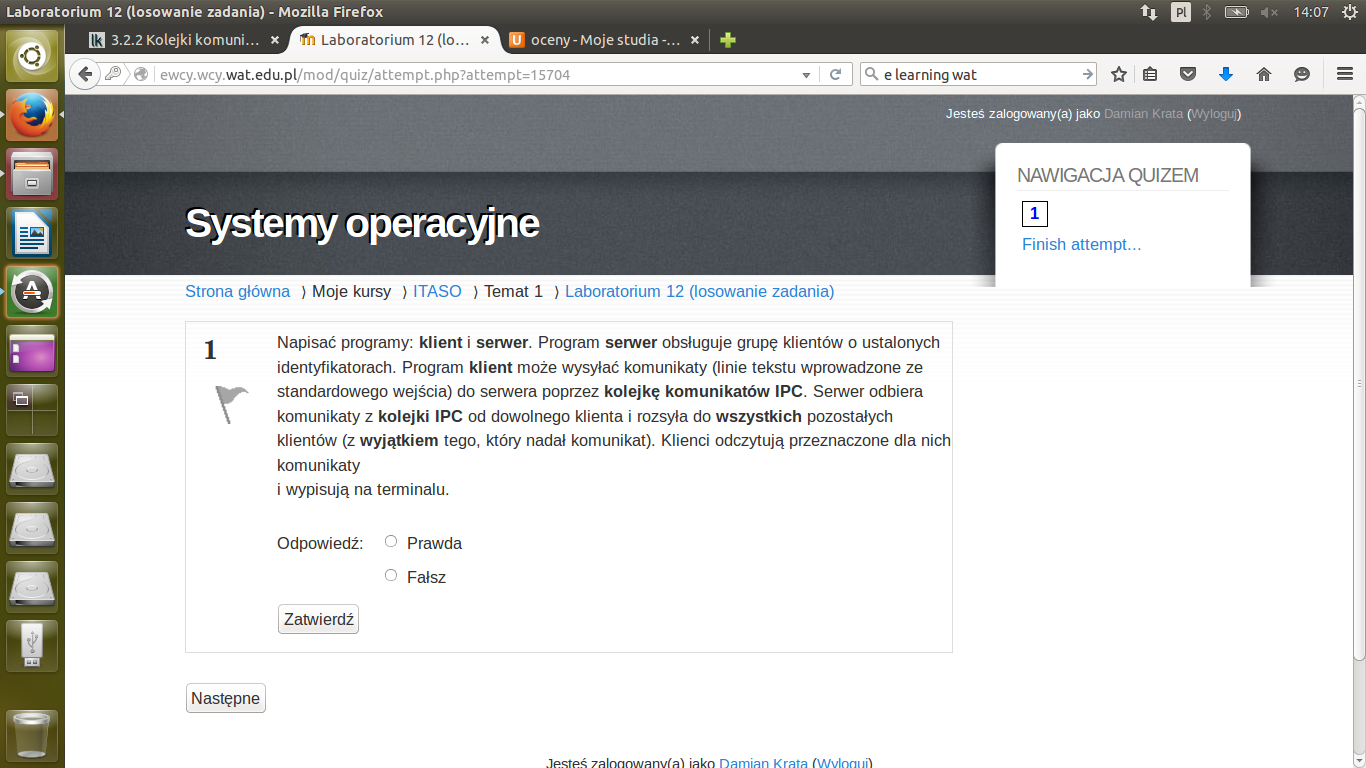 Laboratorium 12 (losowanie zadania) - Mozilla Firefox
Pl
14:07
3.2.2 Kolejki komuni...
Laboratorium 12 (lo...
oceny - Moje studia -...
ewcy.wcy.wat.edu.pl/mod/quiz/attempt.php?attempt=15704
e learning wat
Jesteś zalogowany(a) jako Damian Krata (Wyloguj)
NAWIGACJA QUIZEM
1
Finish attempt...
Systemy operacyjne
Strona główna ⟩ Moje kursy ⟩ ITASO ⟩ Temat 1 ⟩ Laboratorium 12 (losowanie zadania)
1
Napisać programy: klient i serwer. Program serwer obsługuje grupę klientów o ustalonych
identyfikatorach. Program klient może wysyłać komunikaty (linie tekstu wprowadzone ze
standardowego wejścia) do serwera poprzez kolejkę komunikatów IPC. Serwer odbiera
komunikaty z kolejki IPC od dowolnego klienta i rozsyła do wszystkich pozostałych
klientów (z wyjątkiem tego, który nadał komunikat). Klienci odczytują przeznaczone dla nich
komunikaty
i wypisują na terminalu.
Odpowiedź:
Prawda
Fałsz
Zatwierdź
Następne
Jesteś zalogowany(a) jako Damian Krata (Wyloguj)